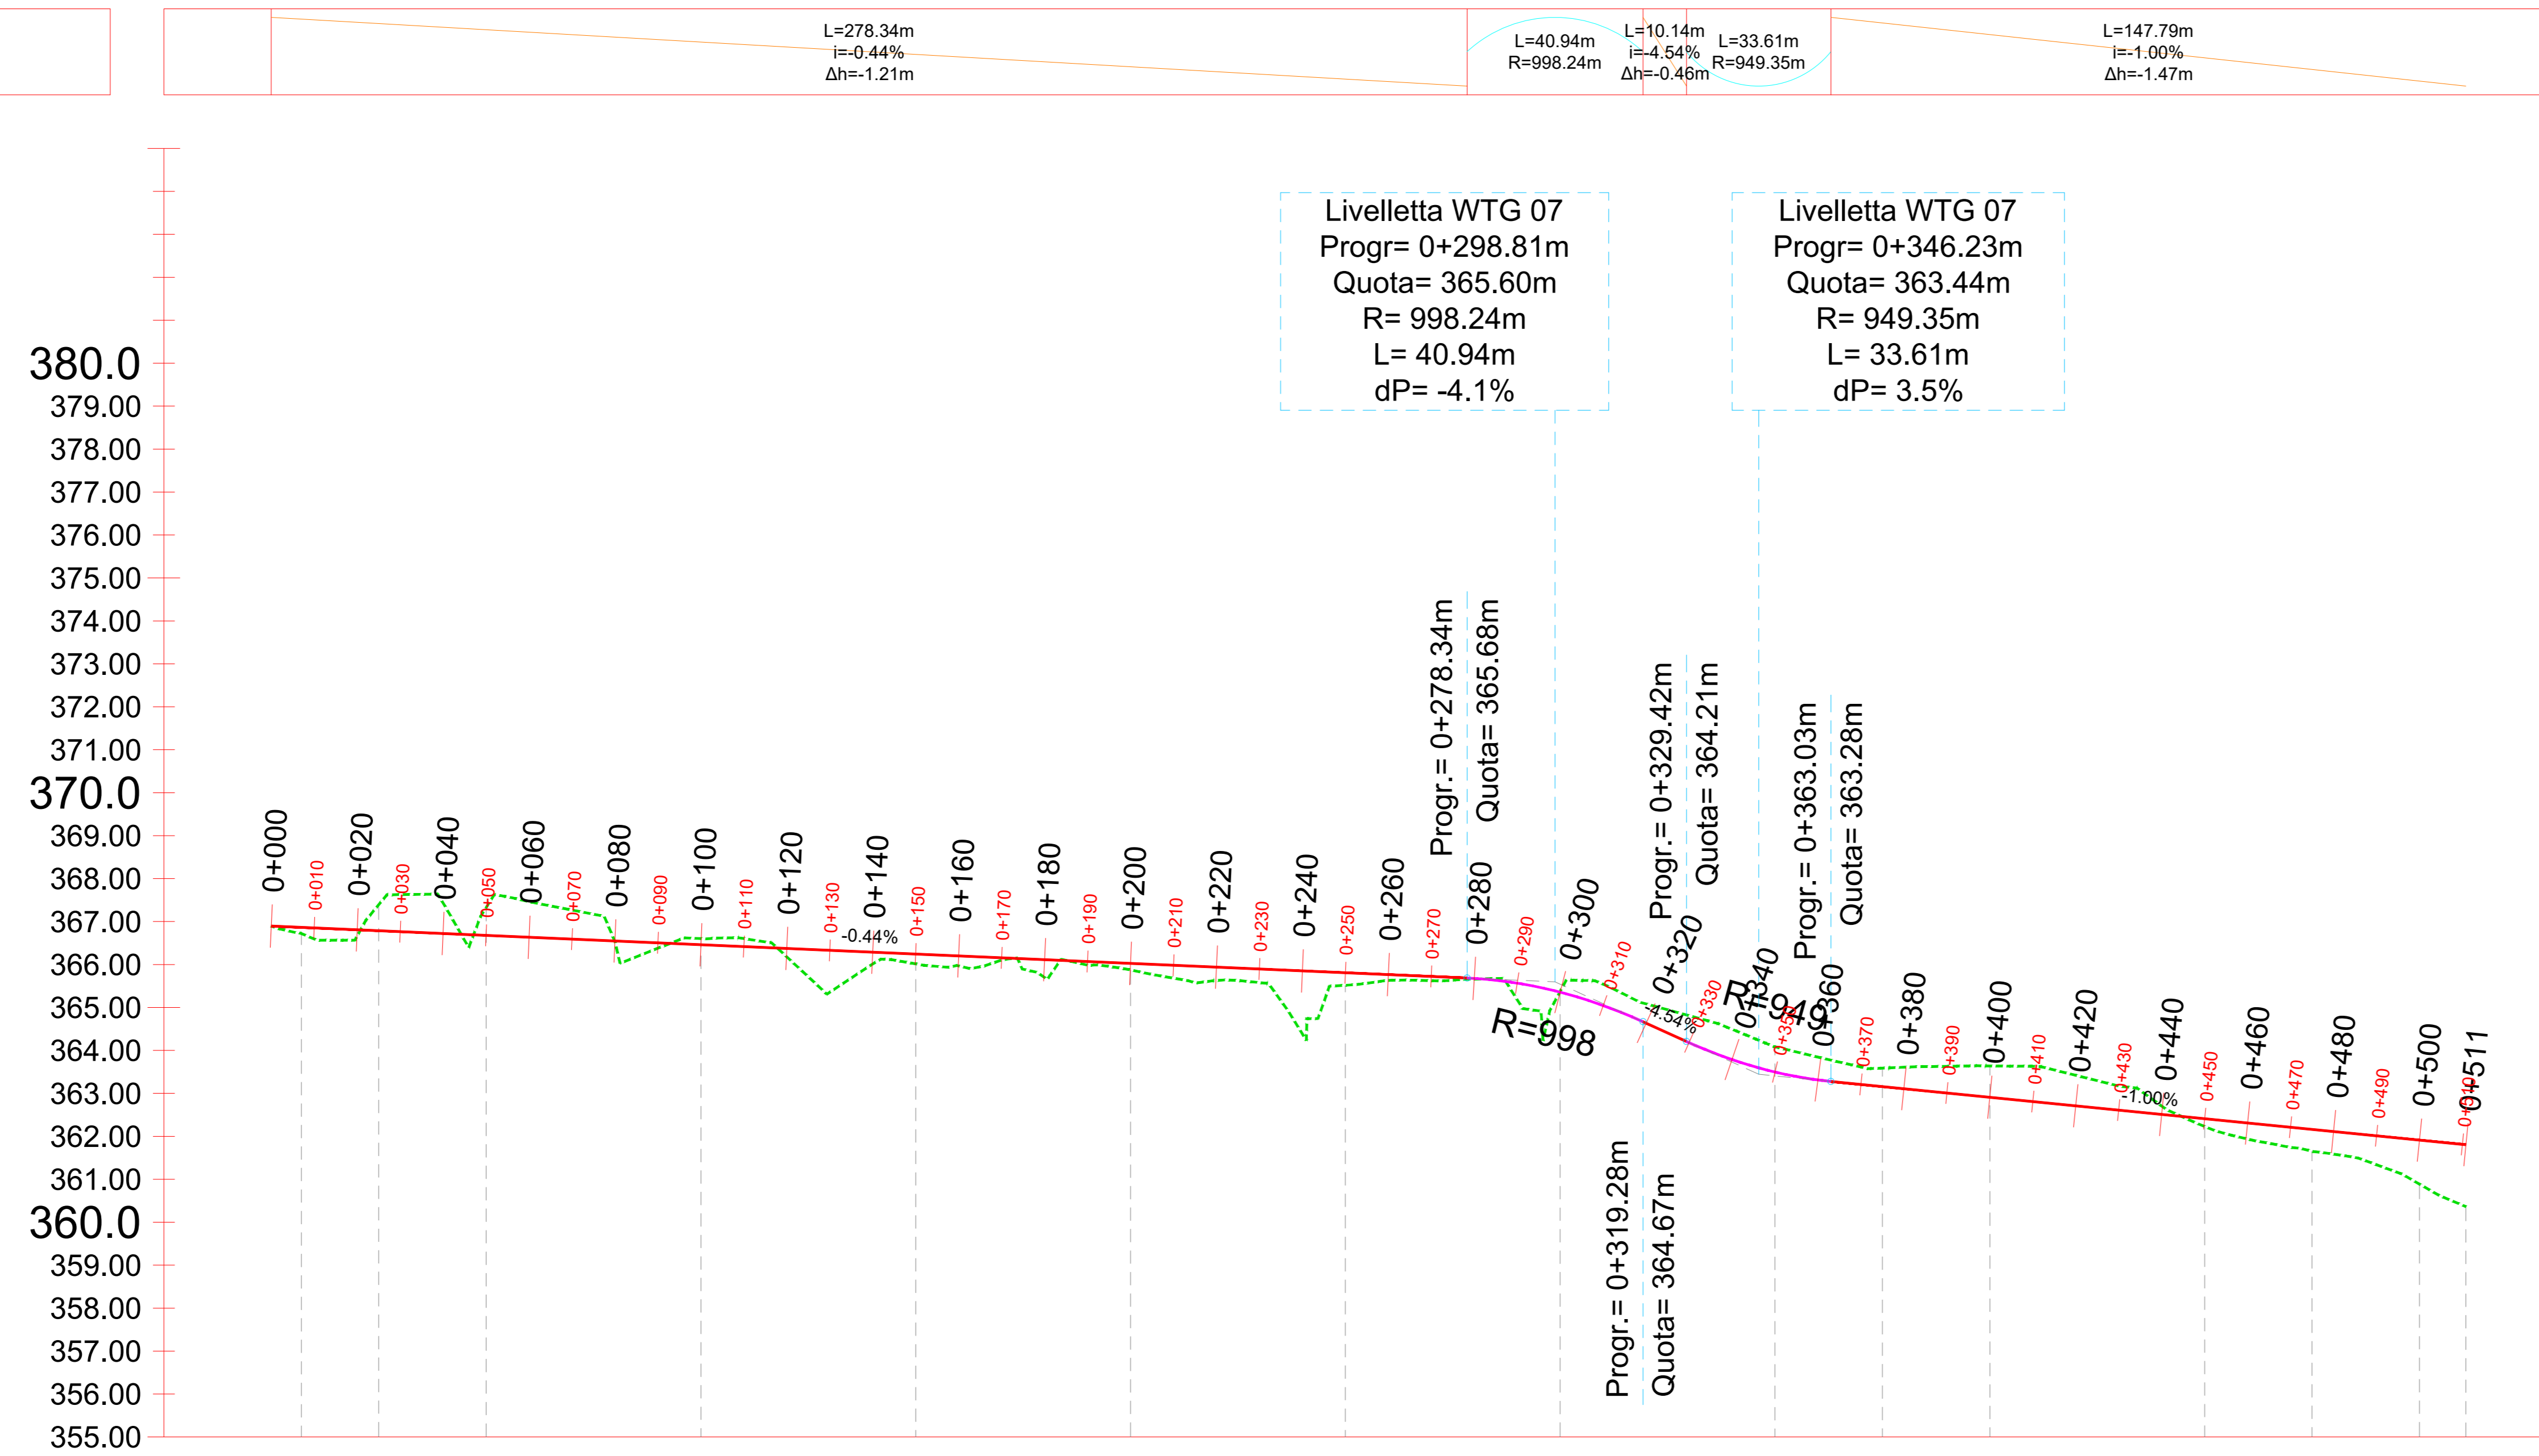 L=278.34m
i=-0.44%
Δh=-1.21m
L=40.94m
R=998.24m
L=10.14m
i=-4.54%
Δh=-0.46m
L=33.61m
R=949.35m
L=147.79m
i=-1.00%
Δh=-1.47m
Livelletta WTG 07
Progr= 0+298.81m
Quota= 365.60m
R= 998.24m
L= 40.94m
dP= -4.1%
Livelletta WTG 07
Progr= 0+346.23m
Quota= 363.44m
R= 949.35m
L= 33.61m
dP= 3.5%
380.0
379.00
378.00
377.00
376.00
375.00
374.00
373.00
372.00
371.00
370.0
369.00
368.00
367.00
366.00
365.00
364.00
363.00
362.00
361.00
360.0
359.00
358.00
357.00
356.00
355.00
Progr.= 0+278.34m
Quota= 365.68m
Progr.= 0+329.42m
Quota= 364.21m
Progr.= 0+363.03m
Quota= 363.28m
Progr.= 0+319.28m
Quota= 364.67m
0+000
0+010
0+020
0+030
0+040
0+050
0+060
0+070
0+080
0+090
0+100
0+110
0+120
0+130
0+140
0+150
0+160
0+170
0+180
0+190
0+200
0+210
0+220
0+230
0+240
0+250
0+260
0+270
0+280
0+290
0+300
0+310
0+320
0+330
0+340
0+350
0+360
0+370
0+380
0+390
0+400
0+410
0+420
0+430
0+440
0+450
0+460
0+470
0+480
0+490
0+500
0+510
0+511
-0.44%
R=998
-4.54%
R=949
-1.00%